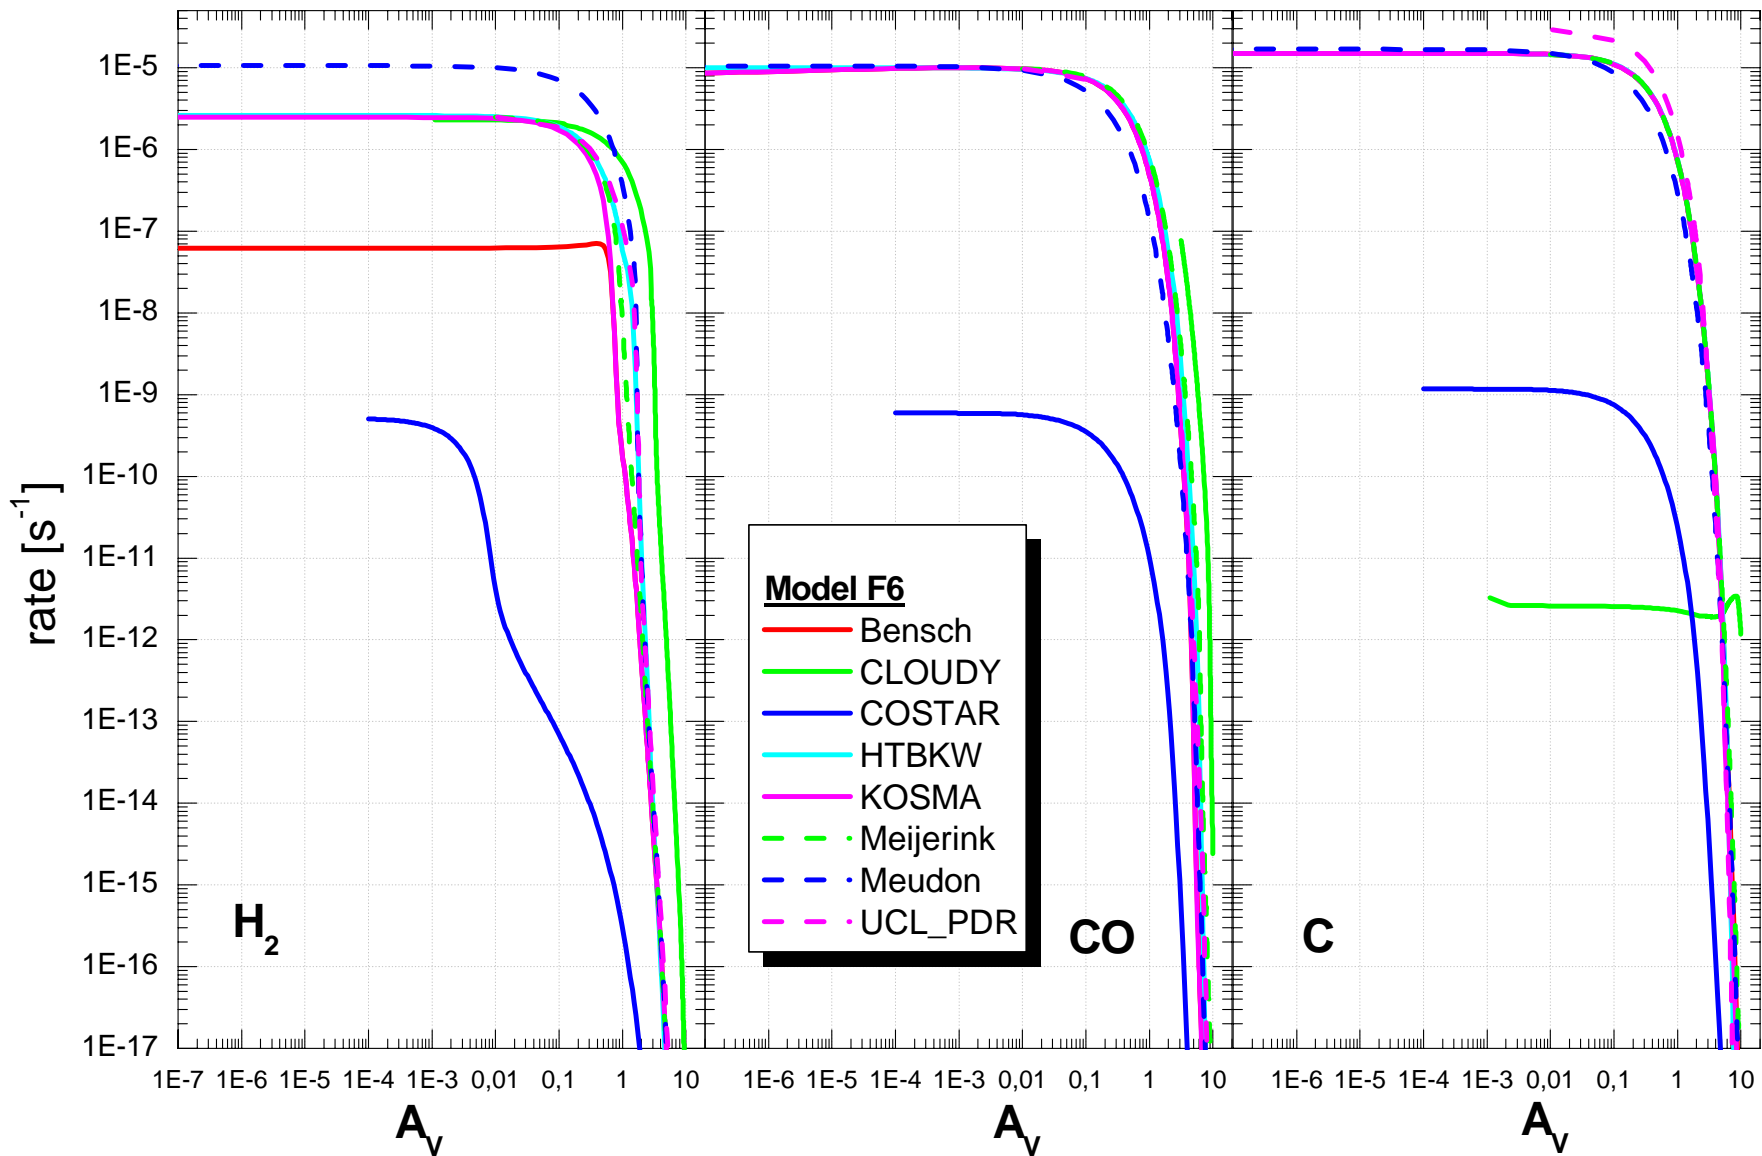 1E-5
1E-6
1E-7
1E-8
1E-9
1E-10
1E-11
1E-12
1E-13
1E-14
1E-15
1E-16
1E-17
rate [s⁻¹]
H₂
CO
C
Model F6
Bensch
CLOUDY
COSTAR
HTBKW
KOSMA
Meijerink
Meudon
UCL_PDR
1E-7 1E-6 1E-5 1E-4 1E-3 0,01 0,1 1 10
1E-6 1E-5 1E-4 1E-3 0,01 0,1 1 10
1E-6 1E-5 1E-4 1E-3 0,01 0,1 1 10
A_V
A_V
A_V